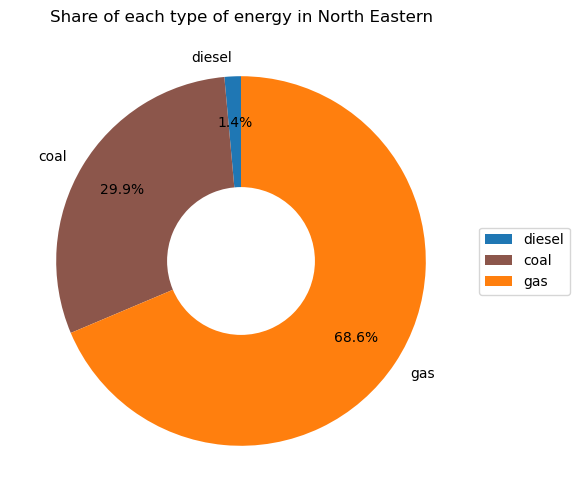 Share of each type of energy in North Eastern
diesel
1.4%
coal
29.9%
68.6%
gas
diesel
coal
gas